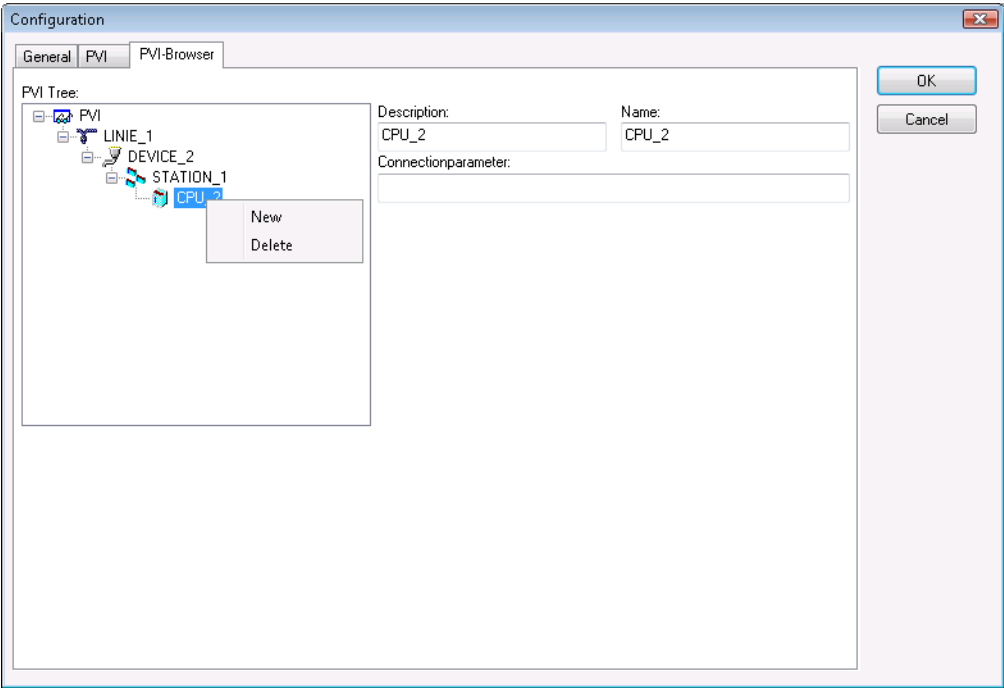 Configuration
General PVI PVI-Browser
OK
Cancel
PVI Tree:
PVI
LINIE_1
DEVICE_2
STATION_1
CPU_2
New
Delete
Description: Name:
CPU_2 CPU_2
Connectionparameter: